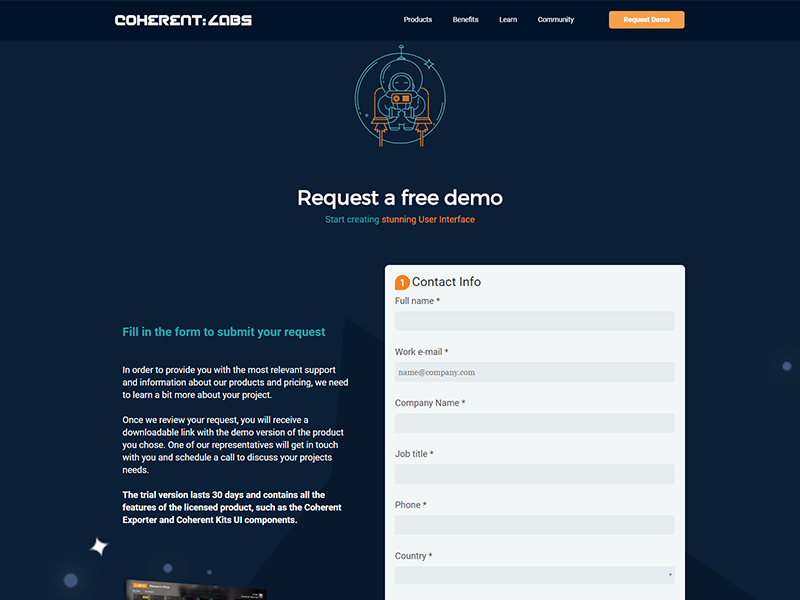 COHERENT:LABS
Products
Benefits
Learn
Community
Request Demo
Request a free demo
Start creating stunning User Interface
Fill in the form to submit your request
In order to provide you with the most relevant support
and information about our products and pricing, we need
to learn a bit more about your project.
Once we review your request, you will receive a
downloadable link with the demo version of the product
you chose. One of our representatives will get in touch
with you and schedule a call to discuss your projects
needs.
The trial version lasts 30 days and contains all the
features of the licensed product, such as the Coherent
Exporter and Coherent Kits UI components.
1 Contact Info
Full name *
Work e-mail *
name@company.com
Company Name *
Job title *
Phone *
Country *